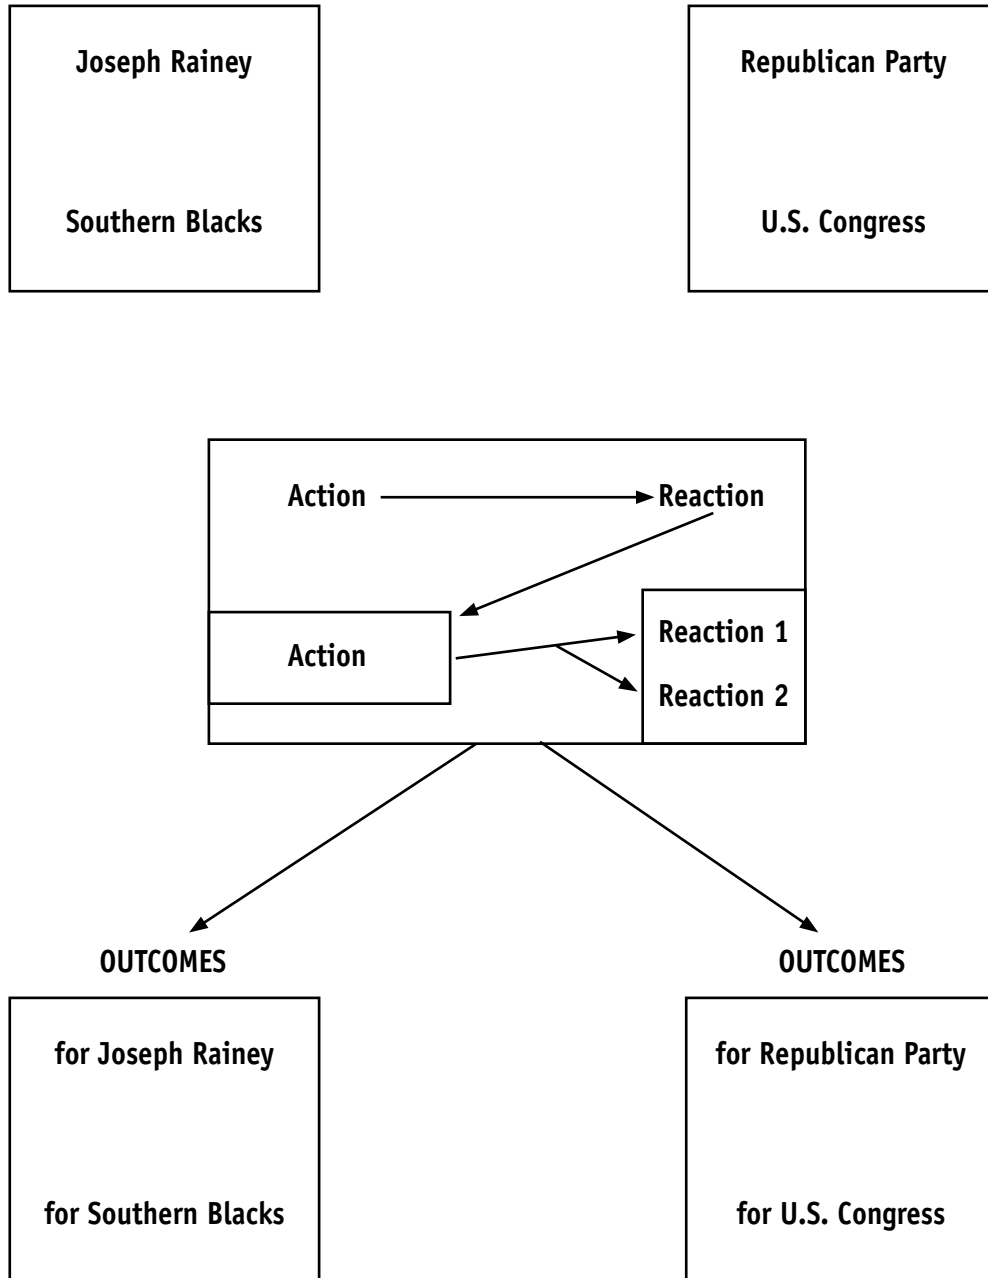 Joseph Rainey
Republican Party
Southern Blacks
U.S. Congress
Action
Reaction
Action
Reaction 1
Reaction 2
OUTCOMES
OUTCOMES
for Joseph Rainey
for Republican Party
for Southern Blacks
for U.S. Congress